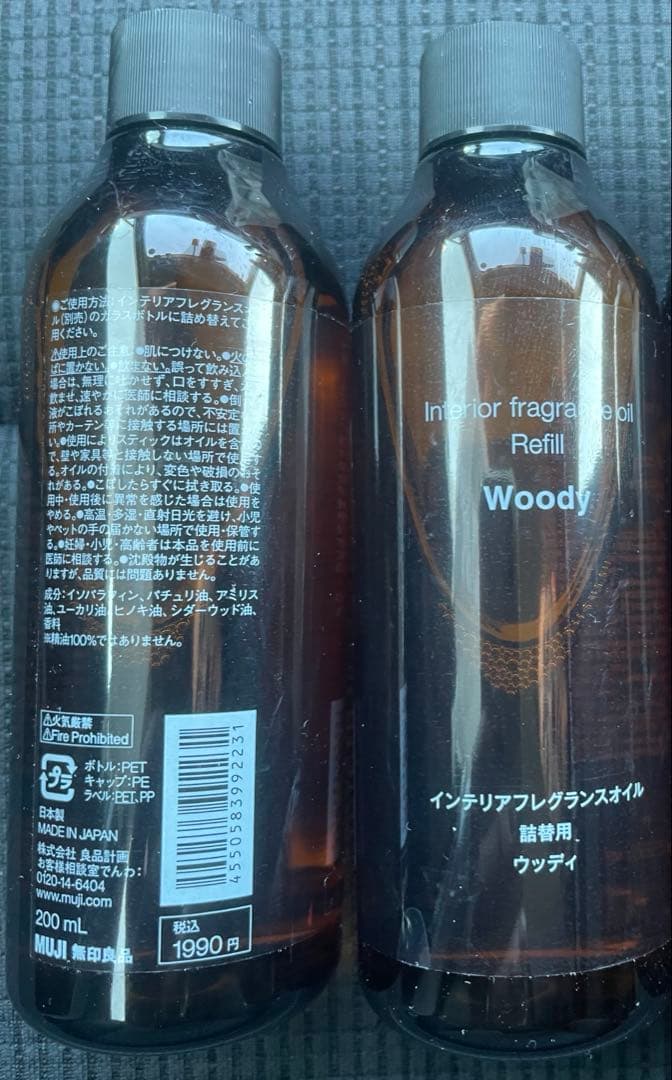 ●ご使用方法:インテリアフレグランスオ
ル(別売)のガラスボトルに詰め替えてご
用ください。
⚠使用上のご注意 ●肌につけない。●火の
ばに置かない。●飲まない。誤って飲み込
場合は、無理に吐かせず、口をすすぎ、
飲ませ、速やかに医師に相談する。●倒
液がこぼれるおそれがあるので、不安定
所やカーテン等に接触する場所には置
い。●使用によりスティックはオイルを含
で、壁や家具等と接触しない場所で使
る。オイルの付着により、変色や破損のおそ
れがある。●こぼしたらすぐに拭き取る。●使
用中・使用後に異常を感じた場合は使用を
やめる。●高温・多湿・直射日光を避け、小児
やペットの手の届かない場所で使用・保管す
る。●妊婦・小児・高齢者は本品を使用前に
医師に相談する。●沈殿物が生じることがあ
りますが、品質には問題ありません。
成分:イソパラフィン、パチュリ油、アミリス
油、ユーカリ油、ヒノキ油、シダーウッド油、
香料
※精油100%ではありません。
⚠火気厳禁
⚠Fire Prohibited
プラ
ボトル:PET
キャップ:PE
ラベル:PET、PP
日本製
MADE IN JAPAN
株式会社 良品計画
お客様相談室でんわ:
0120-14-6404
www.muji.com
200 mL
MUJI 無印良品
4550583992231
税込
1990円
Interior fragrance oil
Refill
Woody
インテリアフレグランスオイル
詰替用
ウッディ